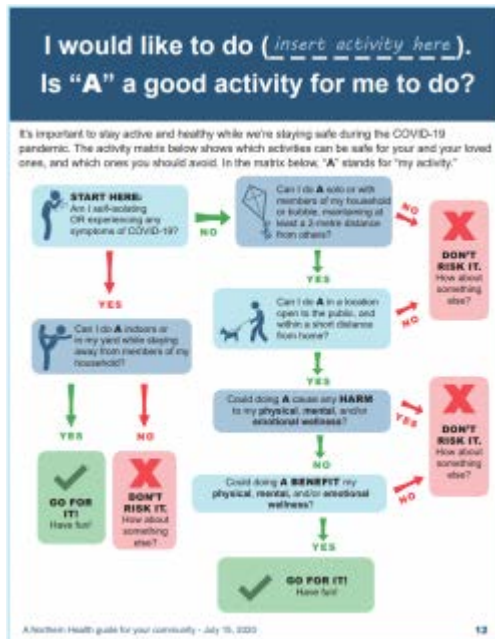 I would like to do (insert activity here).
Is “A” a good activity for me to do?
It's important to stay active and healthy while we're staying safe during the COVID-19
pandemic. The activity matrix below shows which activities can be safe for your and your loved
ones, and which ones you should avoid. In the matrix below, “A” stands for “my activity.”
START HERE:
Am I self-isolating
OR experiencing any
symptoms of COVID-19?
NO
Can I do A solo or with
members of my household
or bubble, maintaining at
least a 2-metre distance
from others?
NO
DON'T
RISK IT.
How about
something
else?
YES
YES
Can I do A in a location
open to the public, and
within a short distance
from home?
NO
Can I do A indoors or
in my yard while staying
away from members of my
household?
YES
Could doing A cause any HARM
to my physical, mental, and/or
emotional wellness?
YES
DON'T
RISK IT.
How about
something
else?
YES
NO
NO
GO FOR
IT!
Have fun!
DON'T
RISK IT.
How about
something
else?
Could doing A BENEFIT my
physical, mental, and/or emotional
wellness?
NO
YES
GO FOR IT!
Have fun!
A Northern Health guide for your community - July 15, 2020
13